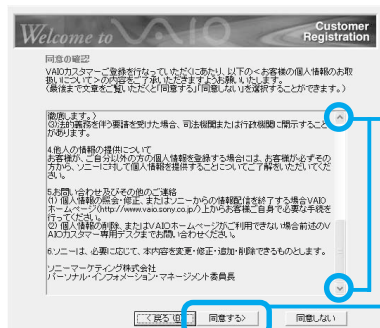 Welcome to VAIO
Customer
Registration
同意の確認
VAIOカスタマーご登録を行なっていただくにあたり、以下の<お客様の個人情報のお取
扱いについて>の内容をご了承いただきますようお願いいたします。
(最後まで文章をご覧いただくと「同意する」「同意しない」を選択することができます。)
徹底します。)
(3)法的義務を伴う要請を受けた場合、司法機関または行政機関に開示すること
があります。
4.他人の情報の提供について
お客様が、ご自分以外の方の個人情報を登録する場合には、お客様が必ずその
方から、ソニーに対して個人情報を提供することについてご了解をいただいてくだ
さい。
5.お問い合わせ及びその他のご連絡
(1) 個人情報の照会・修正、またはソニーからの情報配信を終了する場合VAIO
ホームページ(http://www.vaio.sony.co.jp/)上からお客様ご自身で必要な手続を
行ってください。
(2) 個人情報の削除、またはVAIOホームページがご利用できない場合前述のV
AIOカスタマー専用デスクまでお問い合わせください。
6.ソニーは、必要に応じて、本内容を変更・修正・追加・削除できるものとします。
ソニーマーケティング株式会社
パーソナル・インフォメーション・マネージメント委員長
<戻る(B) 同意する> 同意しない